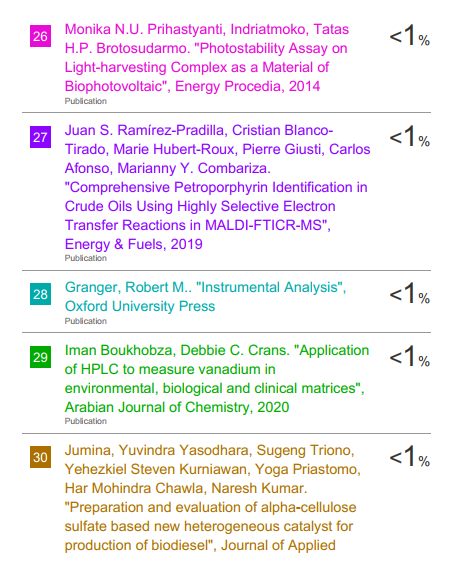 26 Monika N.U. Prihastyanti, Indriatmoko, Tatas <1%
H.P. Brotosudarmo. "Photostability Assay on
Light-harvesting Complex as a Material of
Biophotovoltaic", Energy Procedia, 2014
Publication
27 Juan S. Ramírez-Pradilla, Cristian Blanco- <1%
Tirado, Marie Hubert-Roux, Pierre Giusti, Carlos
Afonso, Marianny Y. Combariza.
"Comprehensive Petroporphyrin Identification in
Crude Oils Using Highly Selective Electron
Transfer Reactions in MALDI-FTICR-MS",
Energy & Fuels, 2019
Publication
28 Granger, Robert M.. "Instrumental Analysis", <1%
Oxford University Press
Publication
29 Iman Boukhobza, Debbie C. Crans. "Application <1%
of HPLC to measure vanadium in
environmental, biological and clinical matrices",
Arabian Journal of Chemistry, 2020
Publication
30 Jumina, Yuvindra Yasodhara, Sugeng Triono, <1%
Yehezkiel Steven Kurniawan, Yoga Priastomo,
Har Mohindra Chawla, Naresh Kumar.
"Preparation and evaluation of alpha-cellulose
sulfate based new heterogeneous catalyst for
production of biodiesel", Journal of Applied